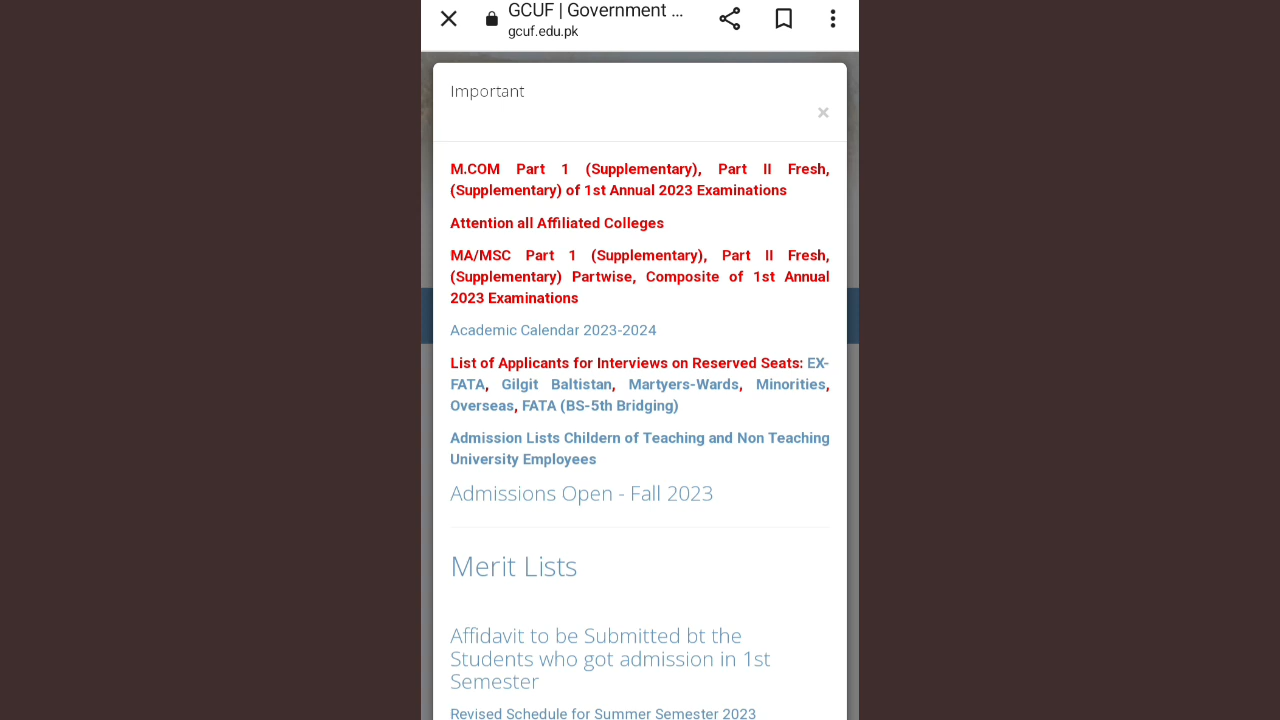 GCUF | Government ...
gcuf.edu.pk
Important
×
M.COM Part 1 (Supplementary), Part II Fresh,
(Supplementary) of 1st Annual 2023 Examinations
Attention all Affiliated Colleges
MA/MSC Part 1 (Supplementary), Part II Fresh,
(Supplementary) Partwise, Composite of 1st Annual
2023 Examinations
Academic Calendar 2023-2024
List of Applicants for Interviews on Reserved Seats: EX-
FATA, Gilgit Baltistan, Martyers-Wards, Minorities,
Overseas, FATA (BS-5th Bridging)
Admission Lists Childern of Teaching and Non Teaching
University Employees
Admissions Open - Fall 2023
Merit Lists
Affidavit to be Submitted bt the
Students who got admission in 1st
Semester
Revised Schedule for Summer Semester 2023